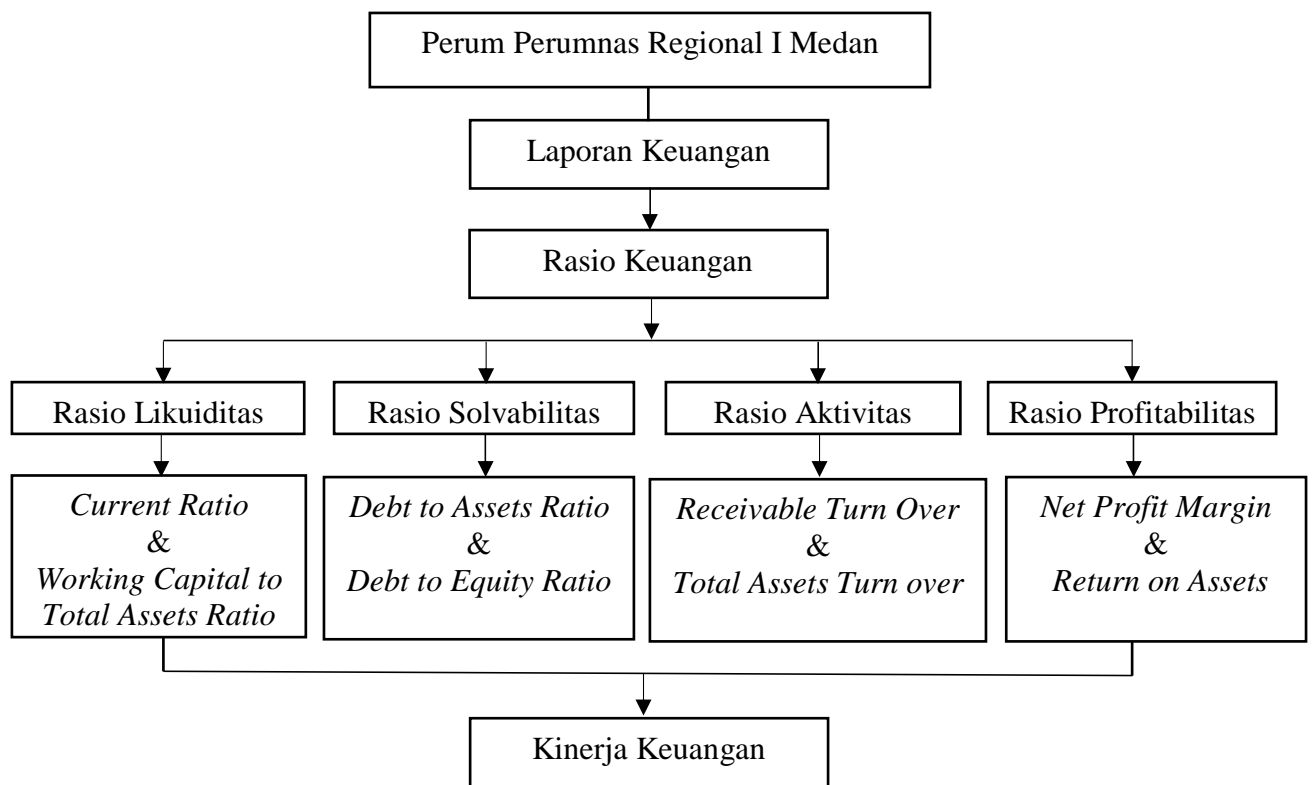 Perum Perumnas Regional I Medan
Laporan Keuangan
Rasio Keuangan
Rasio Likuiditas
Rasio Solvabilitas
Rasio Aktivitas
Rasio Profitabilitas
Current Ratio
&
Working Capital to
Total Assets Ratio
Debt to Assets Ratio
&
Debt to Equity Ratio
Receivable Turn Over
&
Total Assets Turn over
Net Profit Margin
&
Return on Assets
Kinerja Keuangan